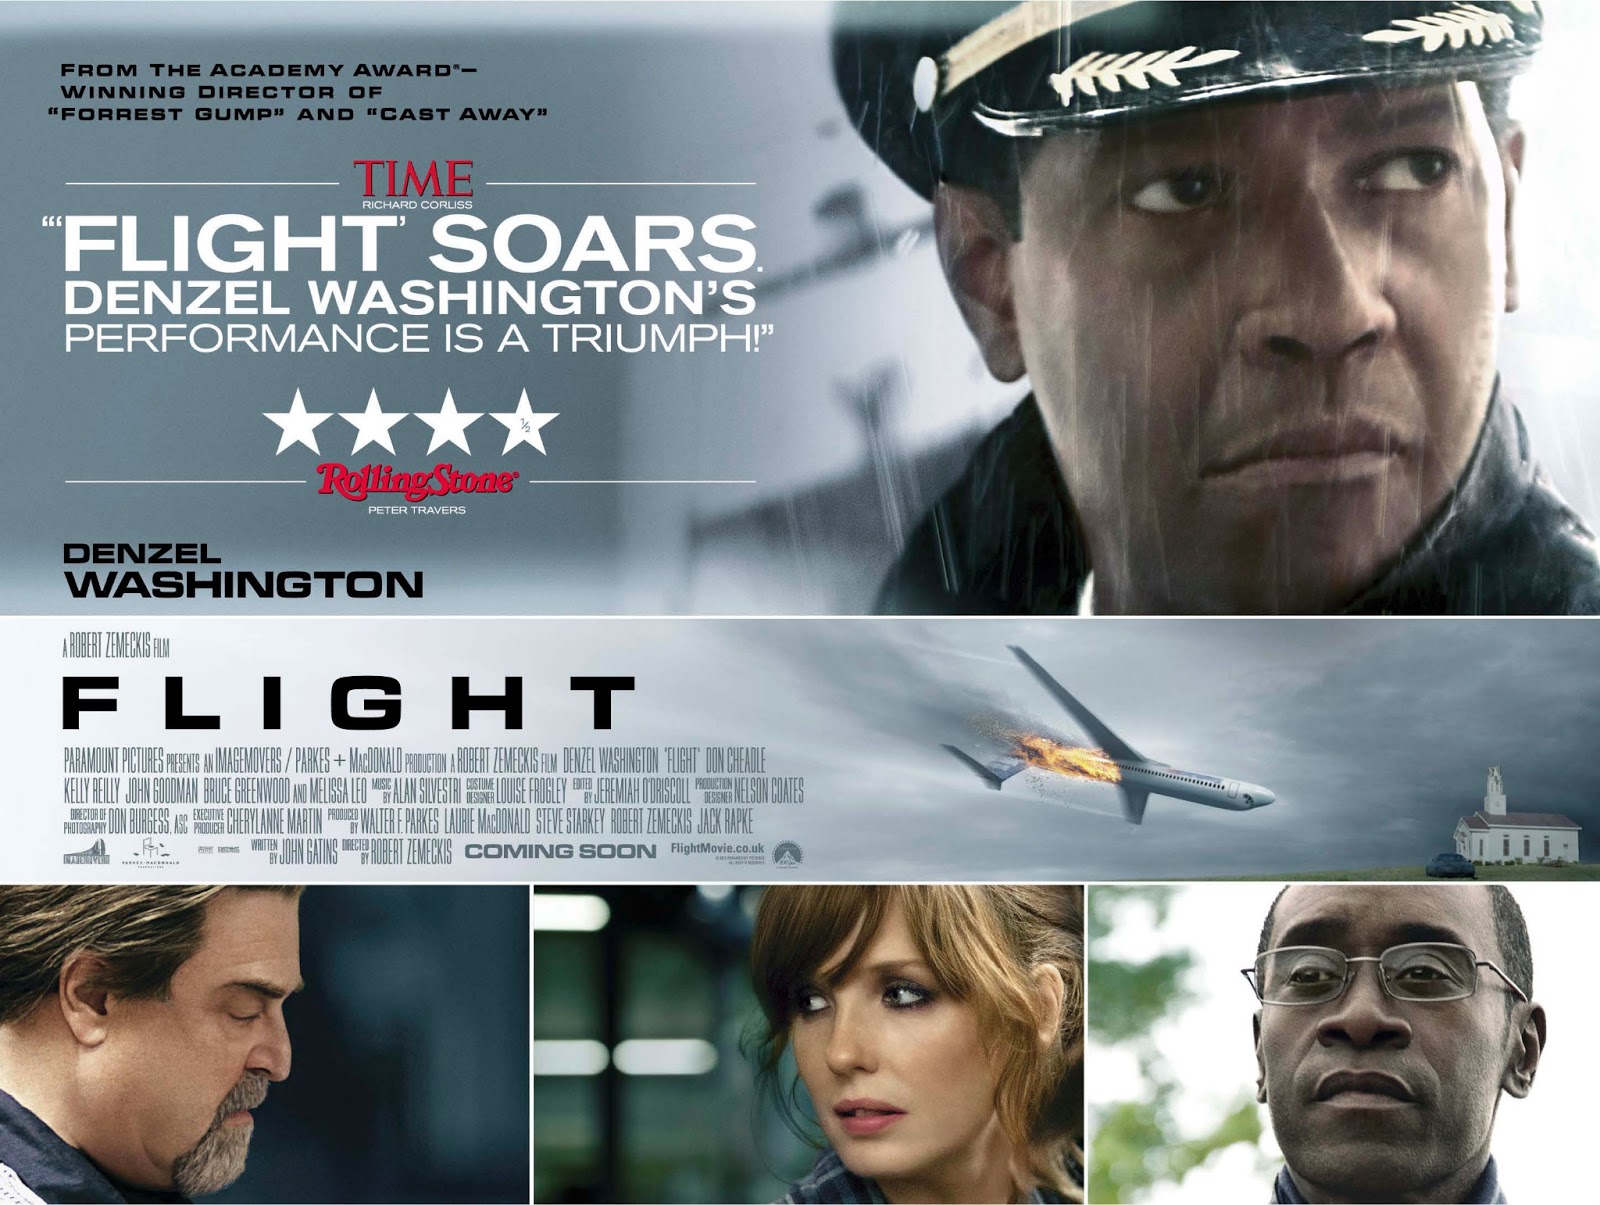 FROM THE ACADEMY AWARD®–
WINNING DIRECTOR OF
“FORREST GUMP” AND “CAST AWAY”
TIME
RICHARD CORLISS
“‘FLIGHT’ SOARS.
DENZEL WASHINGTON’S
PERFORMANCE IS A TRIUMPH!”
½
RollingStone®
PETER TRAVERS
DENZEL
WASHINGTON
A ROBERT ZEMECKIS FILM
FLIGHT
PARAMOUNT PICTURES PRESENTS AN IMAGEMOVERS / PARKES + MACDONALD PRODUCTION A ROBERT ZEMECKIS FILM DENZEL WASHINGTON "FLIGHT" DON CHEADLE
KELLY REILLY JOHN GOODMAN BRUCE GREENWOOD AND MELISSA LEO MUSIC BY ALAN SILVESTRI COSTUME DESIGNER LOUISE FROGLEY EDITED BY JEREMIAH O'DRISCOLL PRODUCTION DESIGNER NELSON COATES
DIRECTOR OF PHOTOGRAPHY DON BURGESS, ASC EXECUTIVE PRODUCER CHERYLANNE MARTIN PRODUCED BY WALTER F. PARKES LAURIE MACDONALD STEVE STARKEY ROBERT ZEMECKIS JACK RAPKE
WRITTEN BY JOHN GATINS DIRECTED BY ROBERT ZEMECKIS COMING SOON FlightMovie.co.uk